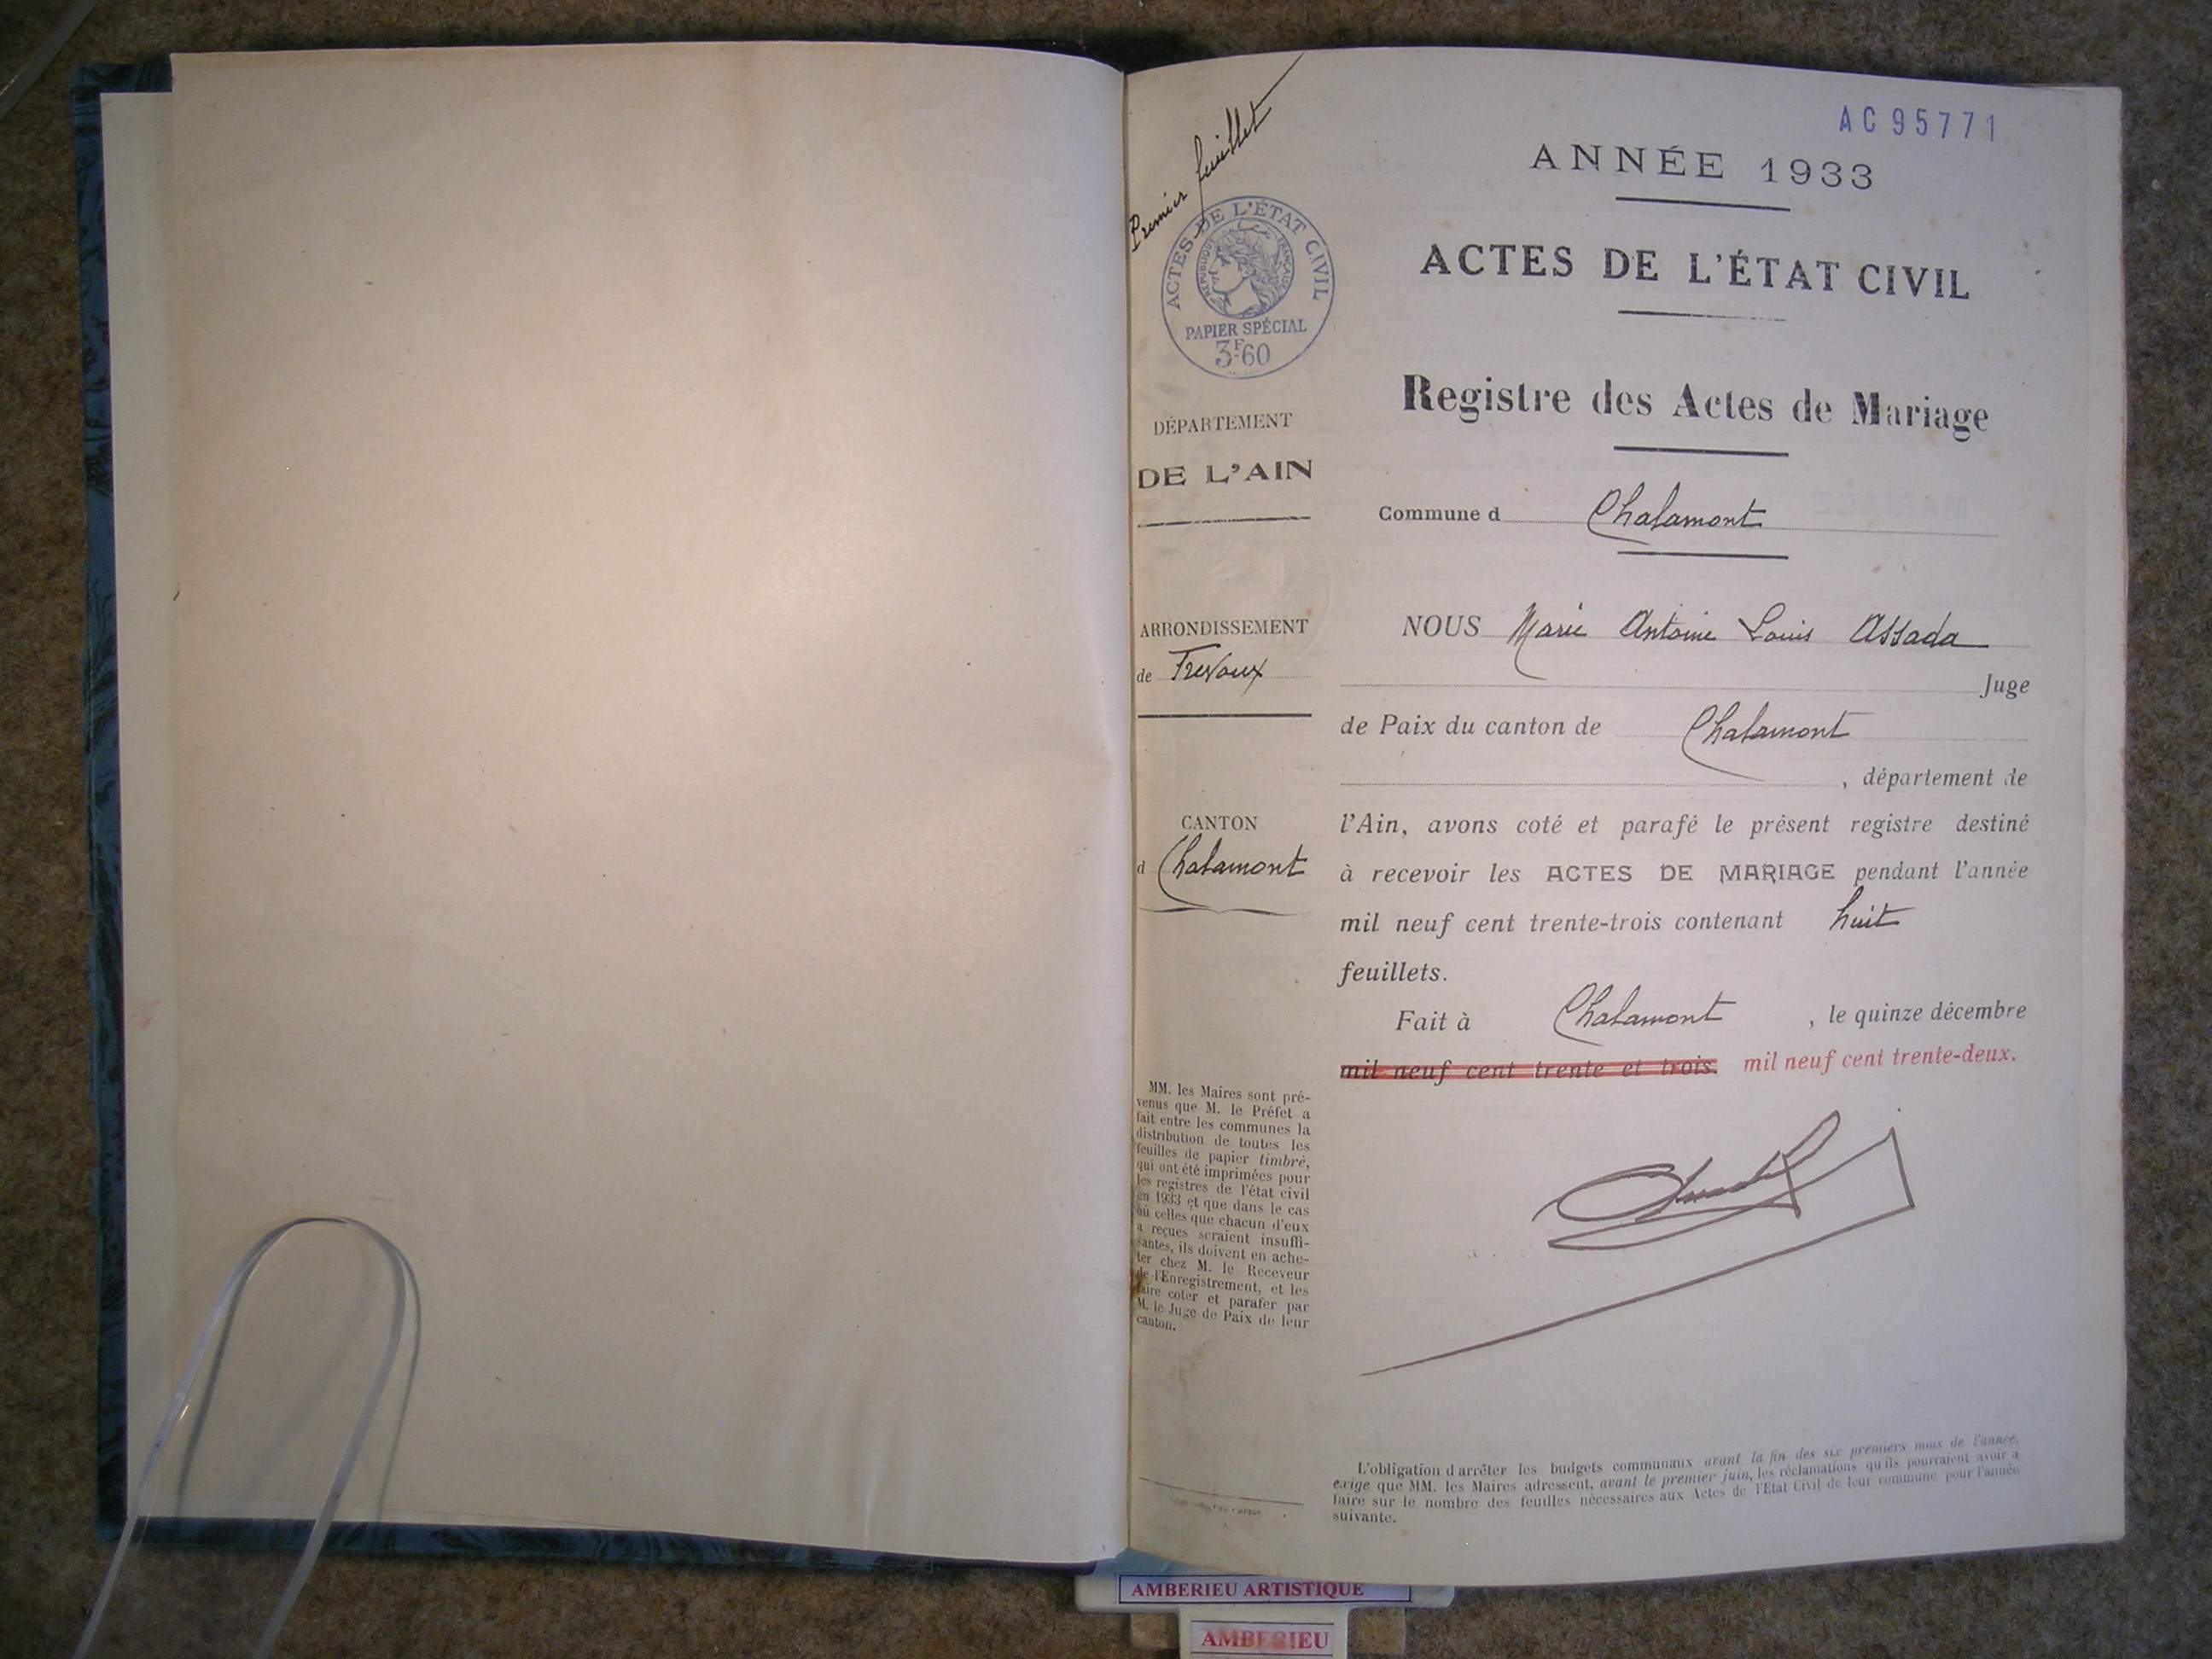 AC95771
Premier feuillet
ANNÉE 1933
ACTES DE L'ÉTAT CIVIL
RÉPUBLIQUE FRANÇAISE
PAPIER SPÉCIAL
3F60
ACTES DE L'ÉTAT CIVIL
Registre des Actes de Mariage
DÉPARTEMENT
DE L'AIN
Commune d Chalamont
ARRONDISSEMENT
de Trévoux
NOUS Marie Antoine Louis Assada
Juge
de Paix du canton de Chalamont
, département de
CANTON
d Chalamont
l'Ain, avons coté et parafé le présent registre destiné
à recevoir les ACTES DE MARIAGE pendant l'année
mil neuf cent trente-trois contenant huit
feuillets.
Fait à Chalamont , le quinze décembre
mil neuf cent trente et trois. mil neuf cent trente-deux.
MM. les Maires sont pré-
venus que M. le Préfet a
fait entre les communes la
distribution de toutes les
feuilles de papier timbré,
qui ont été imprimées pour
les registres de l'état civil
en 1933 et que dans le cas
où celles que chacun d'eux
a reçues seraient insuffi-
santes, ils doivent en ache-
ter chez M. le Receveur
de l'Enregistrement, et les
faire coter et parafer par
M. le Juge de Paix de leur
canton.
L'obligation d'arrêter les budgets communaux avant la fin des six premiers mois de l'année,
exige que MM. les Maires adressent, avant le premier juin, les réclamations qu'ils pourraient avoir à
faire sur le nombre des feuilles nécessaires aux Actes de l'État Civil de leur commune pour l'année
suivante.
AMBERIEU ARTISTIQUE
AMBERIEU